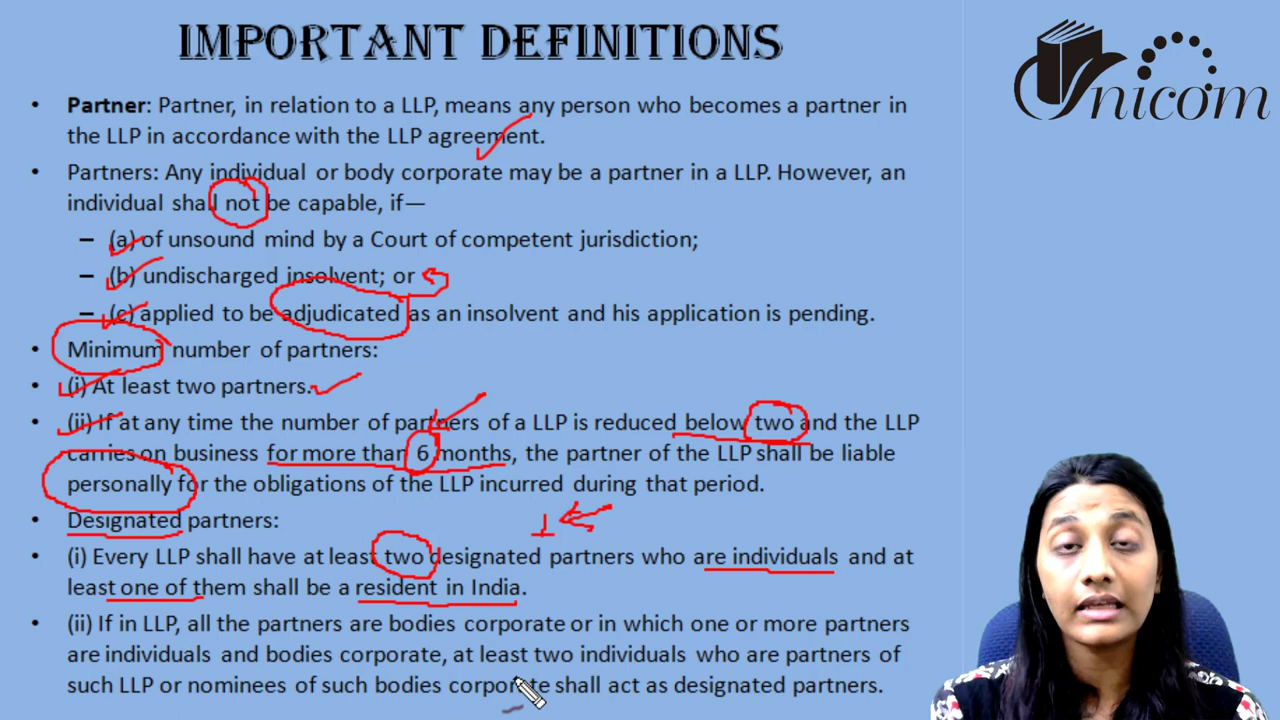 IMPORTANT DEFINITIONS
Unicom
• Partner: Partner, in relation to a LLP, means any person who becomes a partner in
the LLP in accordance with the LLP agreement.
• Partners: Any individual or body corporate may be a partner in a LLP. However, an
individual shall not be capable, if—
– (a) of unsound mind by a Court of competent jurisdiction;
– (b) undischarged insolvent; or
– (c) applied to be adjudicated as an insolvent and his application is pending.
• Minimum number of partners:
• (i) At least two partners.
• (ii) If at any time the number of partners of a LLP is reduced below two and the LLP
carries on business for more than 6 months, the partner of the LLP shall be liable
personally for the obligations of the LLP incurred during that period.
• Designated partners:
1
• (i) Every LLP shall have at least two designated partners who are individuals and at
least one of them shall be a resident in India.
• (ii) If in LLP, all the partners are bodies corporate or in which one or more partners
are individuals and bodies corporate, at least two individuals who are partners of
such LLP or nominees of such bodies corporate shall act as designated partners.